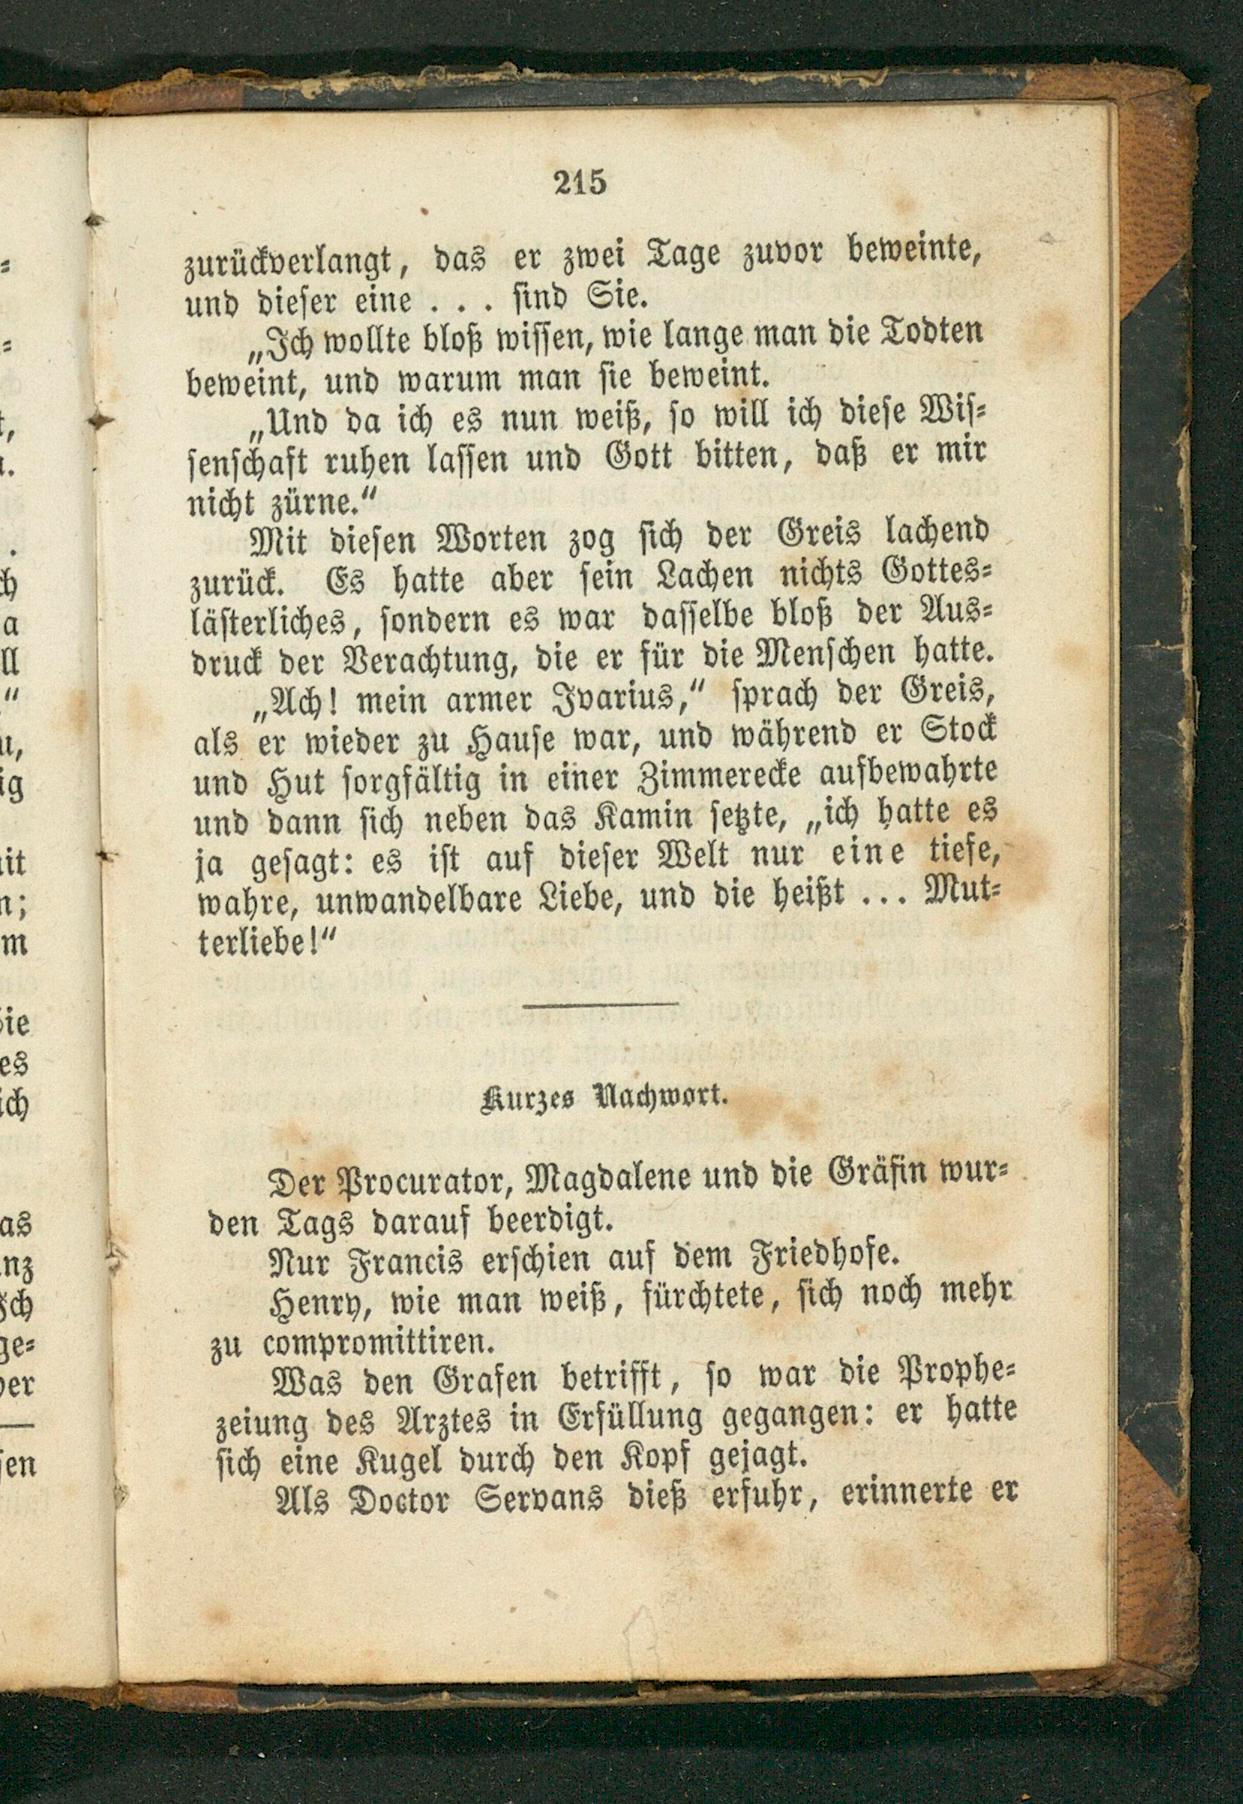 215
zurückverlangt, das er zwei Tage zuvor beweinte,
und dieser eine . . . sind Sie.
„Ich wollte bloß wissen, wie lange man die Todten
beweint, und warum man sie beweint.
„Und da ich es nun weiß, so will ich diese Wis-
senschaft ruhen lassen und Gott bitten, daß er mir
nicht zürne.“
Mit diesen Worten zog sich der Greis lachend
zurück. Es hatte aber sein Lachen nichts Gottes-
lästerliches, sondern es war dasselbe bloß der Aus-
druck der Verachtung, die er für die Menschen hatte.
„Ach! mein armer Ivarius,“ sprach der Greis,
als er wieder zu Hause war, und während er Stock
und Hut sorgfältig in einer Zimmerecke aufbewahrte
und dann sich neben das Kamin setzte, „ich hatte es
ja gesagt: es ist auf dieser Welt nur eine tiefe,
wahre, unwandelbare Liebe, und die heißt ... Mut-
terliebe!“
Kurzes Nachwort.
Der Procurator, Magdalene und die Gräfin wur-
den Tags darauf beerdigt.
Nur Francis erschien auf dem Friedhofe.
Henry, wie man weiß, fürchtete, sich noch mehr
zu compromittiren.
Was den Grafen betrifft, so war die Prophe-
zeiung des Arztes in Erfüllung gegangen: er hatte
sich eine Kugel durch den Kopf gejagt.
Als Doctor Servans dieß erfuhr, erinnerte er